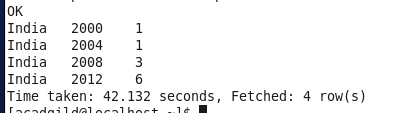 OK
India   2000    1
India   2004    1
India   2008    3
India   2012    6
Time taken: 42.132 seconds, Fetched: 4 row(s)
[acadgild@localhost ~]$